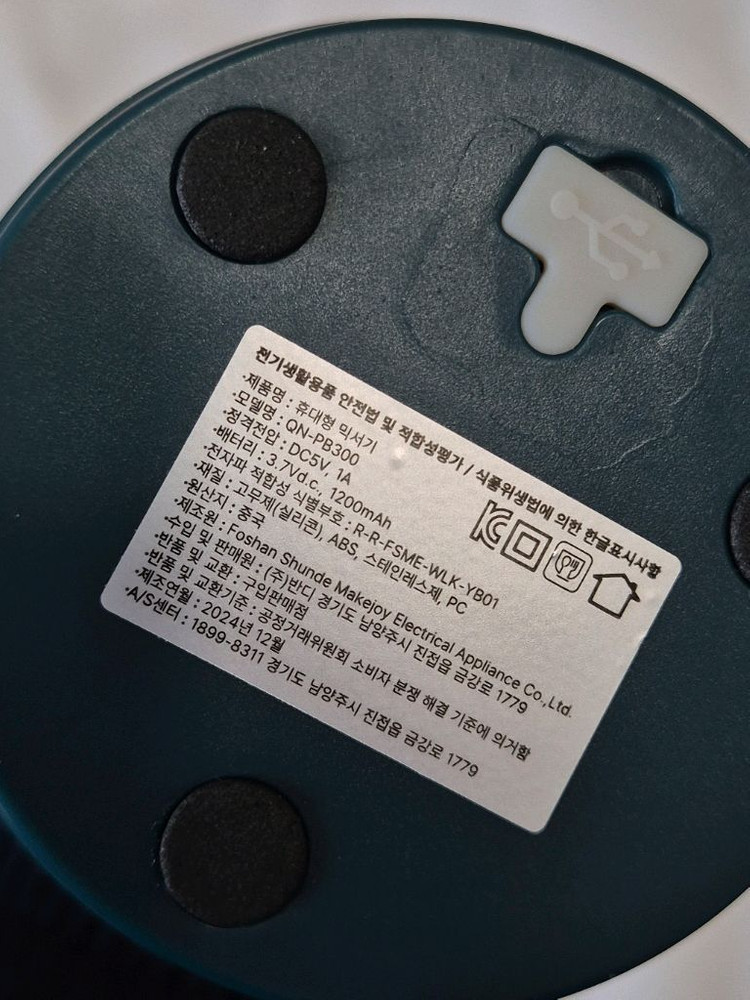 전기생활용품 안전법 및 적합성평가 / 식품위생법에 의한 한글표시사항
·제품명 : 휴대형 믹서기
·모델명 : QN-PB300
·정격전압 : DC5V, 1A
·배터리 : 3.7Vd.c., 1200mAh
·전자파 적합성 식별부호 : R-R-FSME-WLK-YB01
·재질 : 고무제(실리콘), ABS, 스테인레스제, PC
·원산지 : 중국
·제조원 : Foshan Shunde Makejoy Electrical Appliance Co.,Ltd.
·수입 및 판매원 : (주)반디 경기도 남양주시 진접읍 금강로 1779
·반품 및 교환 : 구입판매점
·반품 및 교환기준 : 공정거래위원회 소비자 분쟁 해결 기준에 의거함
·제조연월 : 2024년 12월
·A/S센터 : 1899-8311 경기도 남양주시 진접읍 금강로 1779